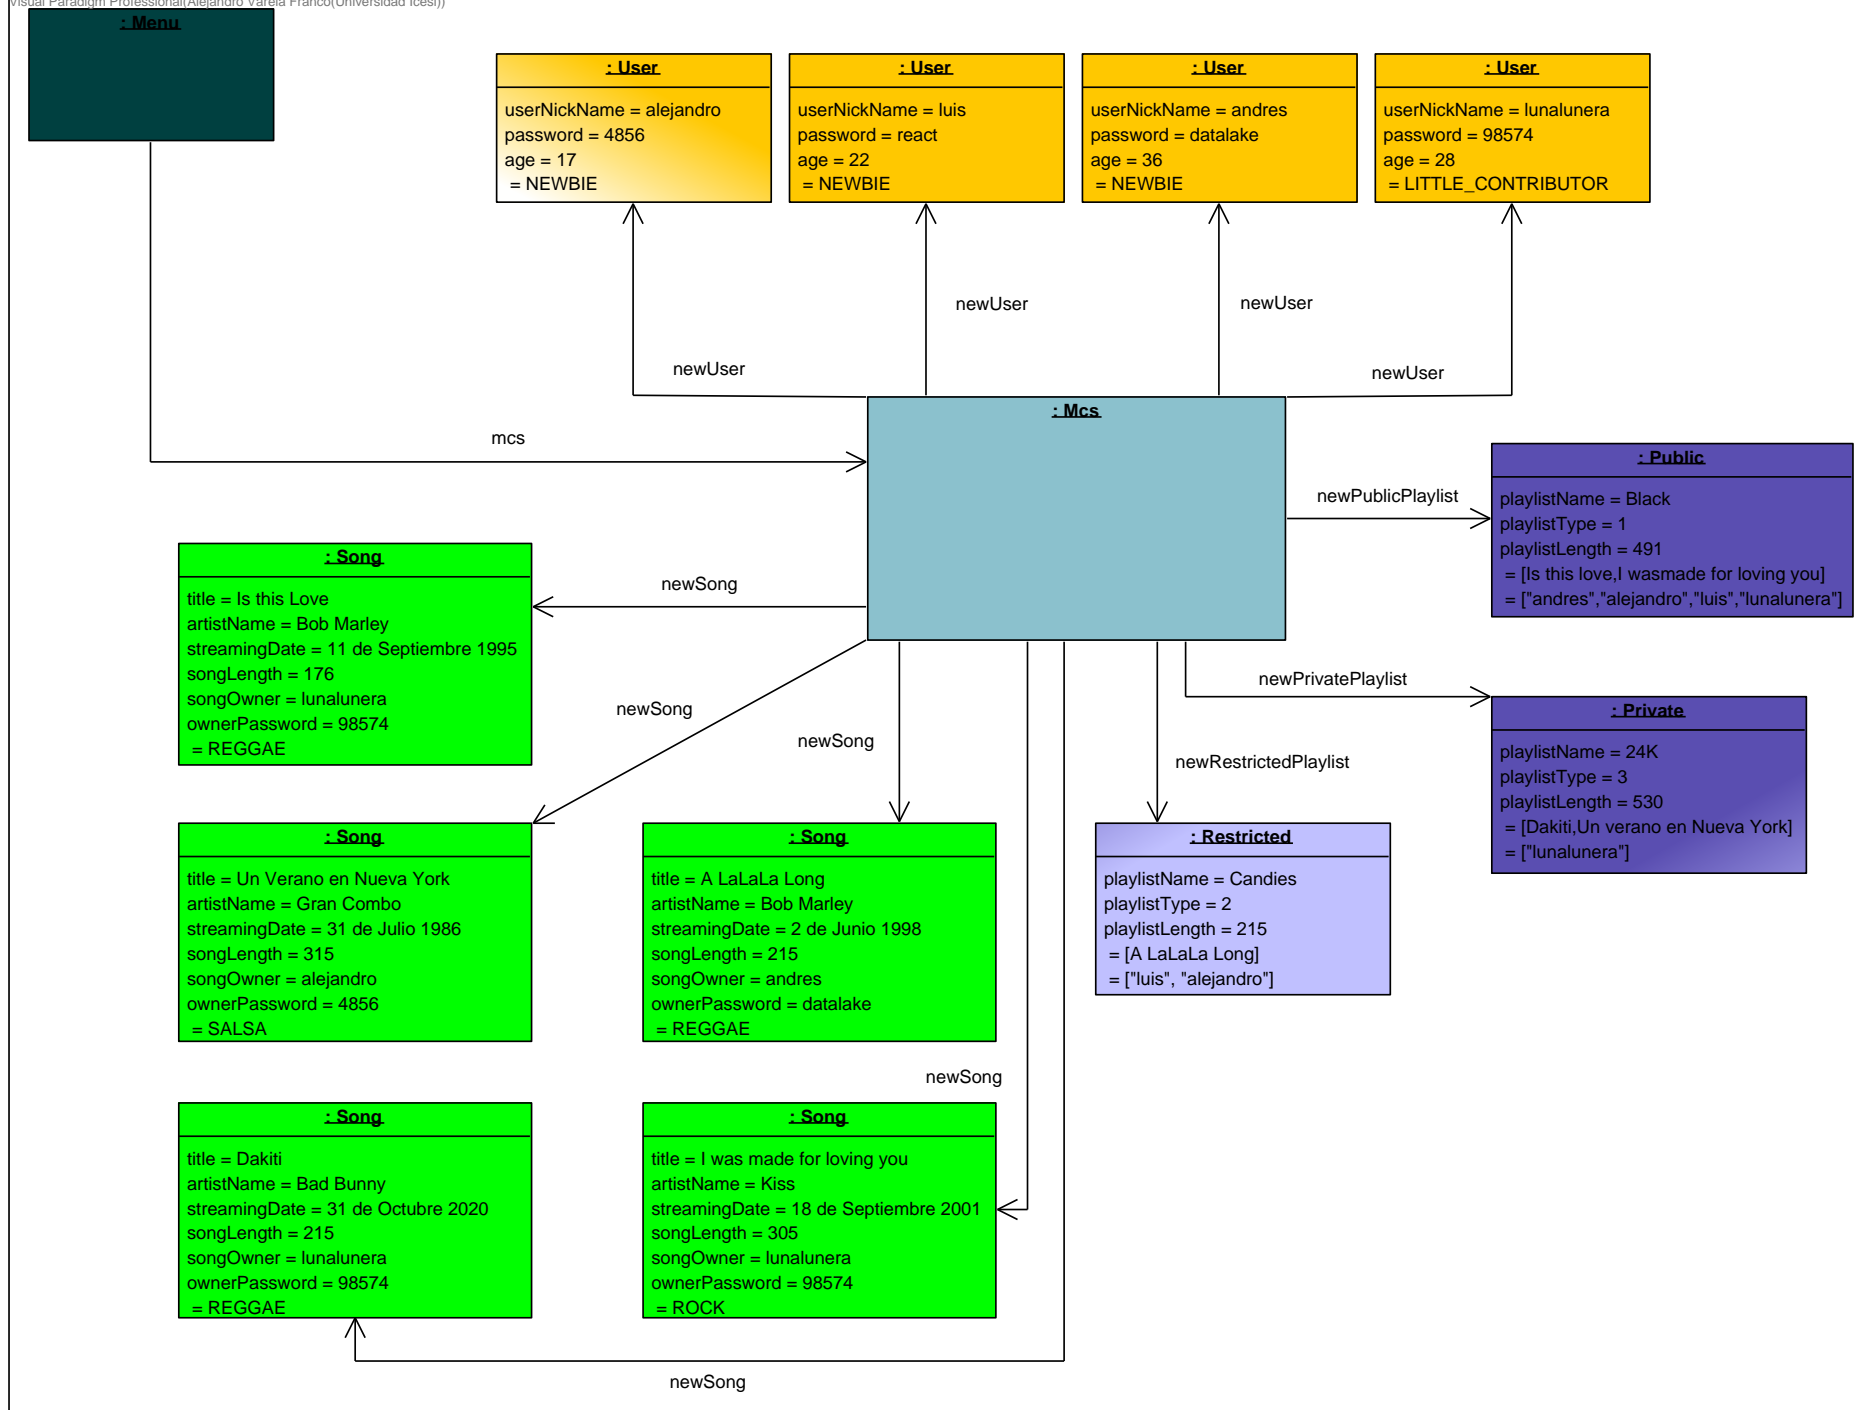 Visual Paradigm Professional(Alejandro Varela Franco(Universidad Icesi))
: Menu
: User
userNickName = alejandro
password = 4856
age = 17
= NEWBIE
: User
userNickName = luis
password = react
age = 22
= NEWBIE
: User
userNickName = andres
password = datalake
age = 36
= NEWBIE
: User
userNickName = lunalunera
password = 98574
age = 28
= LITTLE_CONTRIBUTOR
newUser
newUser
newUser
newUser
mcs
: Mcs
newPublicPlaylist
: Public
playlistName = Black
playlistType = 1
playlistLength = 491
= [Is this love,I wasmade for loving you]
= ["andres","alejandro","luis","lunalunera"]
newSong
: Song
title = Is this Love
artistName = Bob Marley
streamingDate = 11 de Septiembre 1995
songLength = 176
songOwner = lunalunera
ownerPassword = 98574
= REGGAE
newSong
newSong
newPrivatePlaylist
: Private
playlistName = 24K
playlistType = 3
playlistLength = 530
= [Dakiti,Un verano en Nueva York]
= ["lunalunera"]
newRestrictedPlaylist
: Song
title = Un Verano en Nueva York
artistName = Gran Combo
streamingDate = 31 de Julio 1986
songLength = 315
songOwner = alejandro
ownerPassword = 4856
= SALSA
: Song
title = A LaLaLa Long
artistName = Bob Marley
streamingDate = 2 de Junio 1998
songLength = 215
songOwner = andres
ownerPassword = datalake
= REGGAE
: Restricted
playlistName = Candies
playlistType = 2
playlistLength = 215
= [A LaLaLa Long]
= ["luis", "alejandro"]
newSong
: Song
title = Dakiti
artistName = Bad Bunny
streamingDate = 31 de Octubre 2020
songLength = 215
songOwner = lunalunera
ownerPassword = 98574
= REGGAE
: Song
title = I was made for loving you
artistName = Kiss
streamingDate = 18 de Septiembre 2001
songLength = 305
songOwner = lunalunera
ownerPassword = 98574
= ROCK
newSong